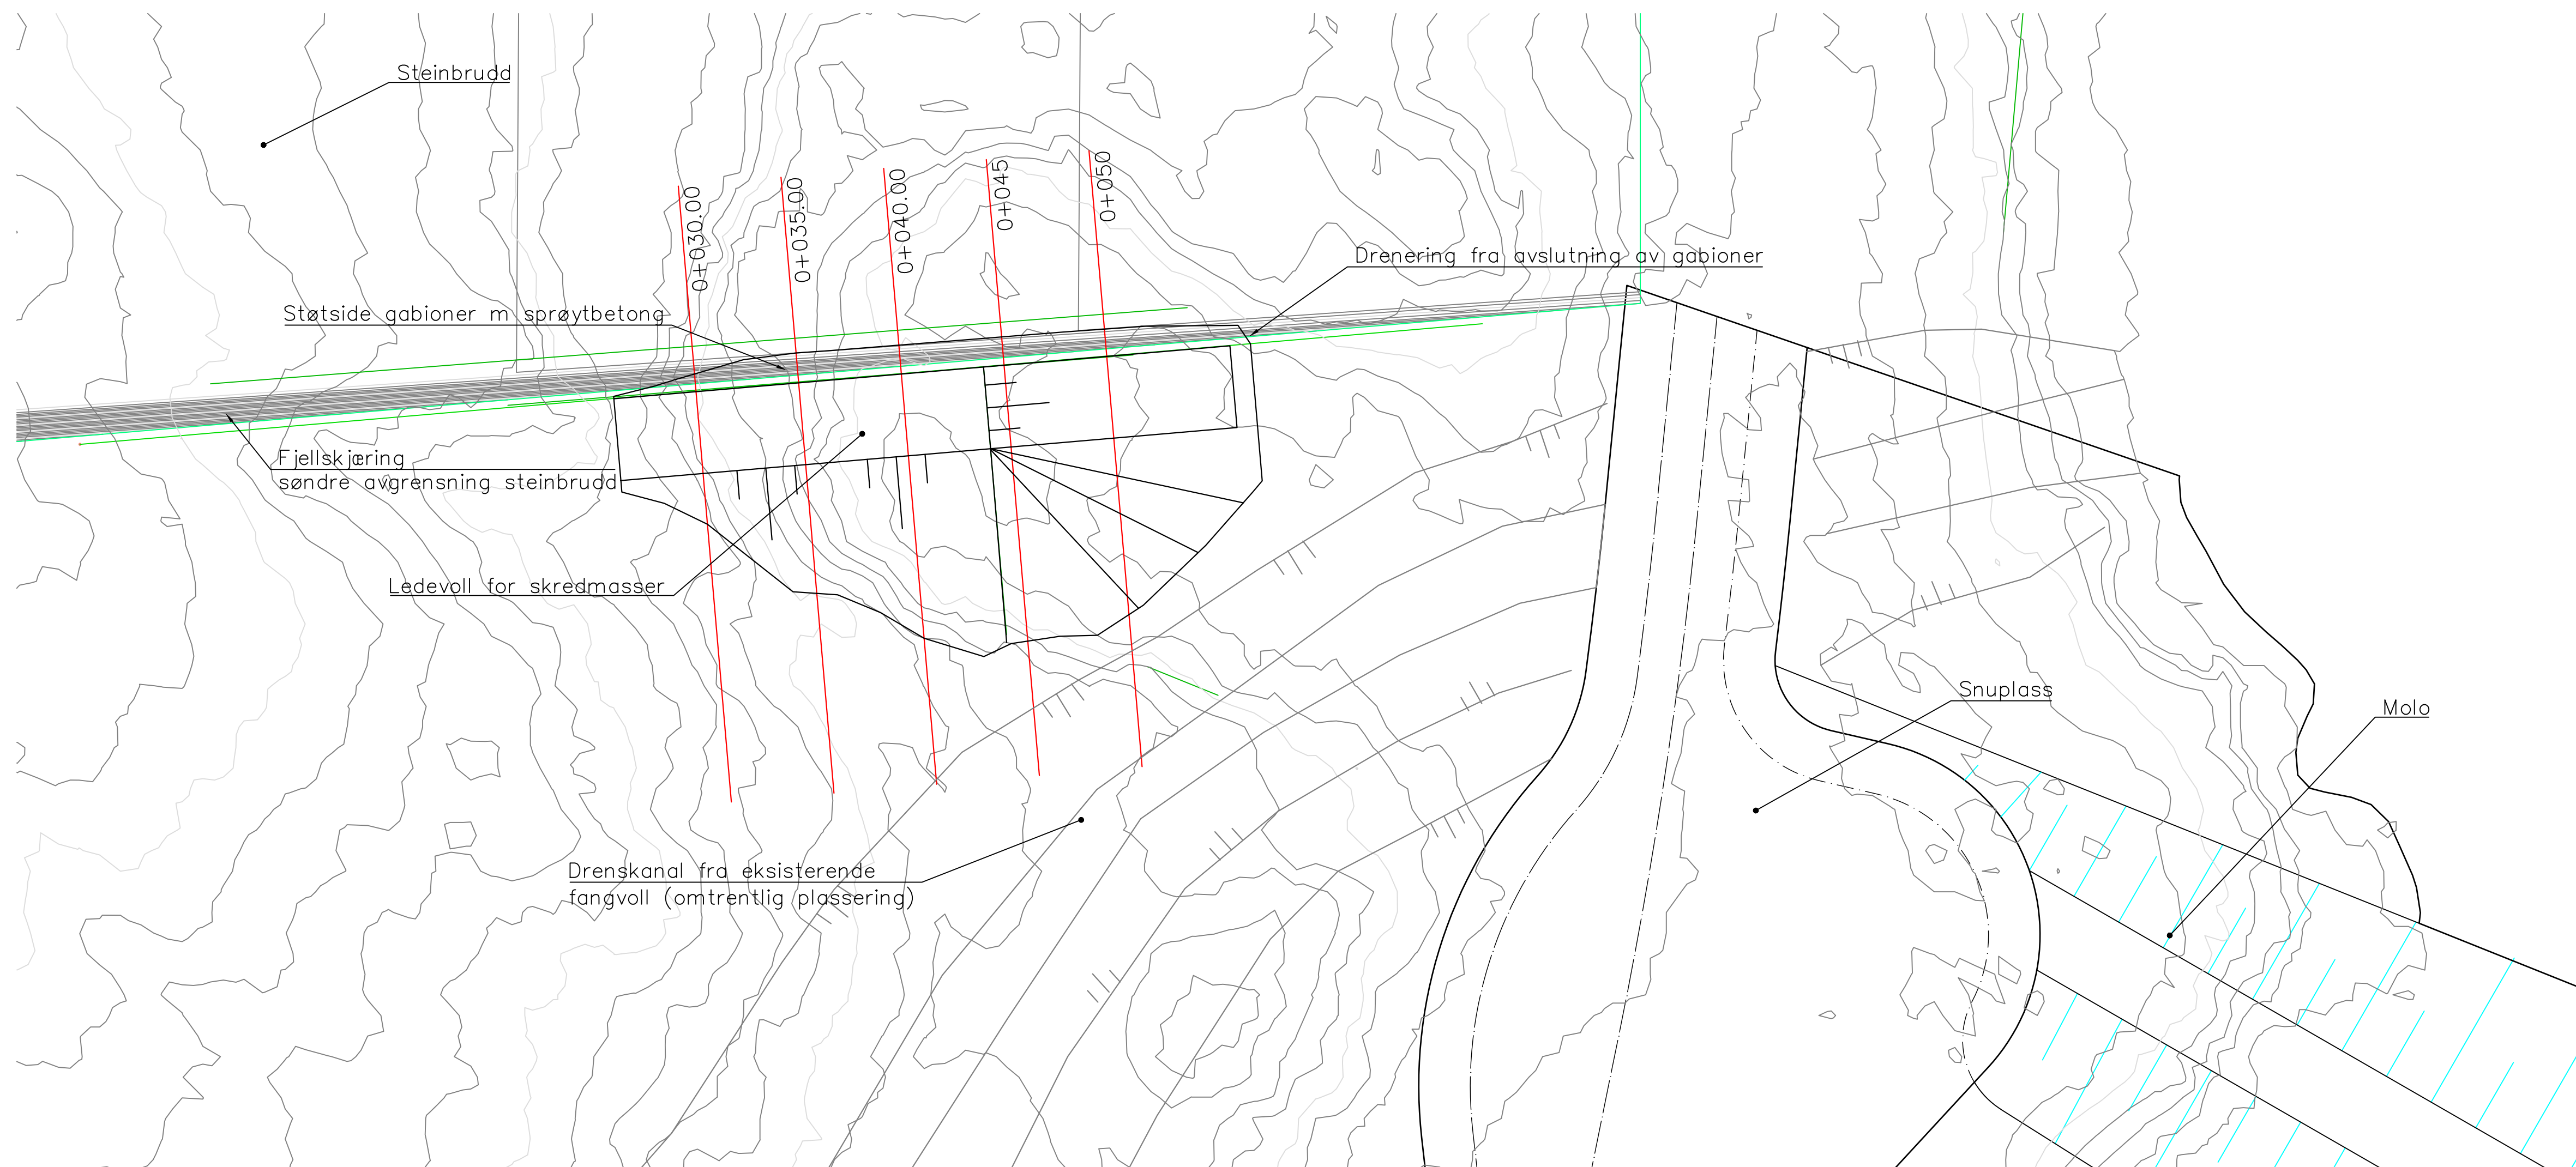 Steinbrudd
0+030.00
0+035.00
0+040.00
0+045
0+050
Drenering fra avslutning av gabioner
Støtside gabioner m sprøytbetong
Fjellskjæring
søndre avgrensning steinbrudd
Ledevoll for skredmasser
Snuplass
Molo
Drenskanal fra eksisterende
fangvoll (omtrentlig plassering)